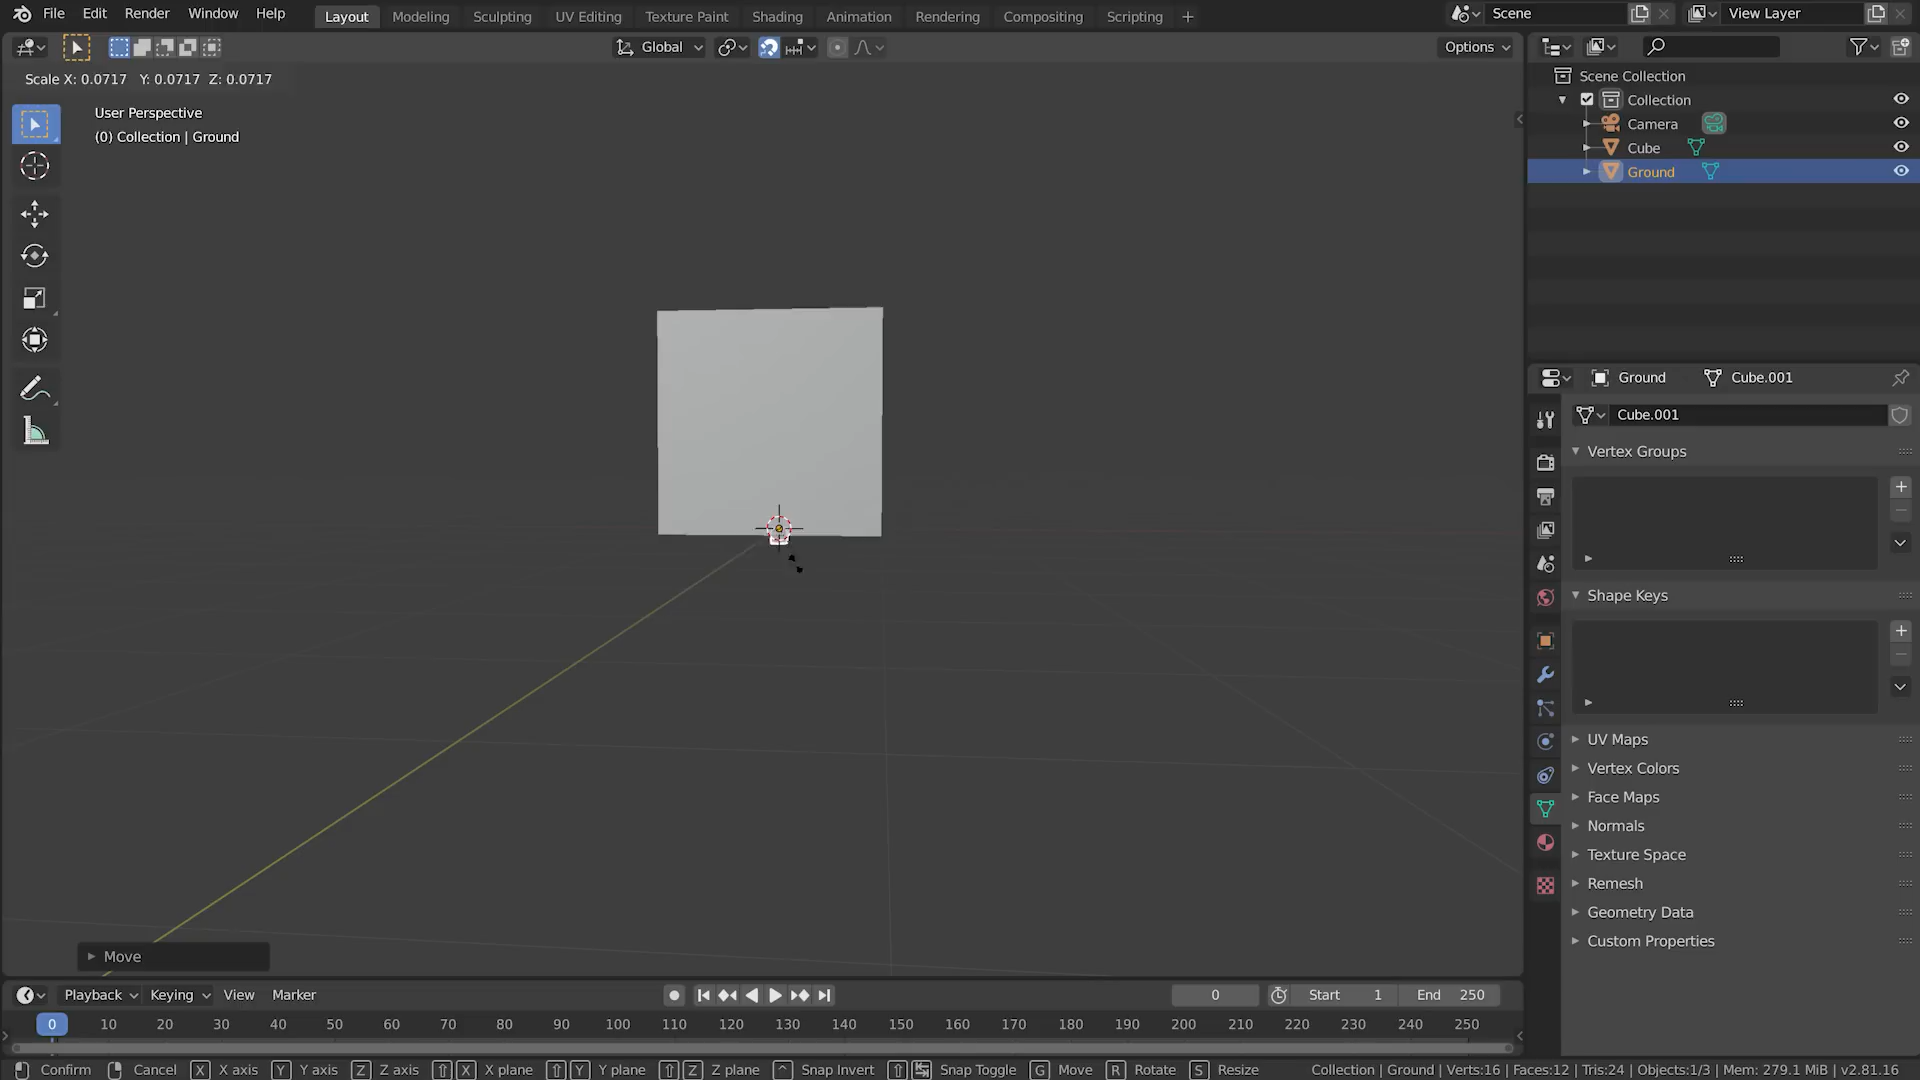 File Edit Render Window Help Layout Modeling Sculpting UV Editing Texture Paint Shading Animation Rendering Compositing Scripting + Scene View Layer
Global Options
Scale X: 0.0717 Y: 0.0717 Z: 0.0717
User Perspective
(0) Collection | Ground
Scene Collection
Collection
Camera
Cube
Ground
Ground Cube.001
Cube.001
Vertex Groups
Shape Keys
UV Maps
Vertex Colors
Face Maps
Normals
Texture Space
Remesh
Geometry Data
Custom Properties
Move
Playback Keying View Marker 0 Start 1 End 250
0 10 20 30 40 50 60 70 80 90 100 110 120 130 140 150 160 170 180 190 200 210 220 230 240 250
Confirm Cancel X X axis Y Y axis Z Z axis X X plane Y Y plane Z Z plane ^ Snap Invert Snap Toggle G Move R Rotate S Resize Collection | Ground | Verts:16 | Faces:12 | Tris:24 | Objects:1/3 | Mem: 279.1 MiB | v2.81.16